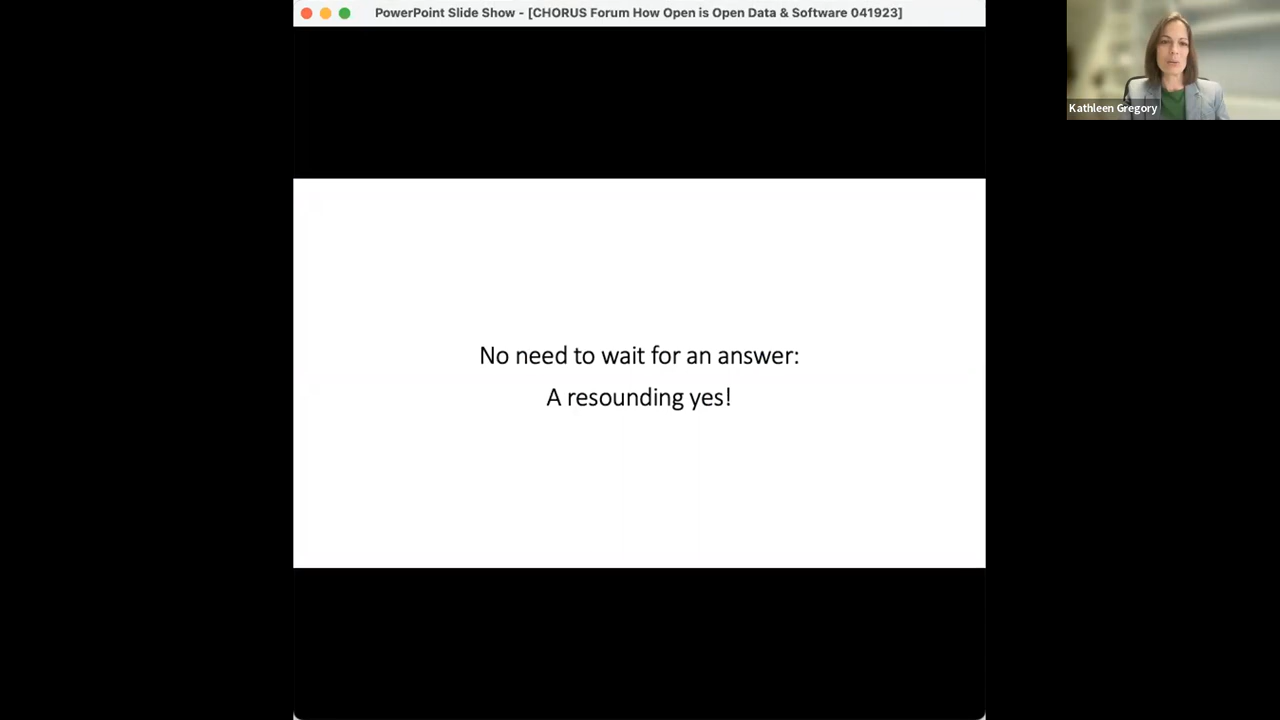 PowerPoint Slide Show - [CHORUS Forum How Open is Open Data & Software 041923]
Kathleen Gregory
No need to wait for an answer:
A resounding yes!